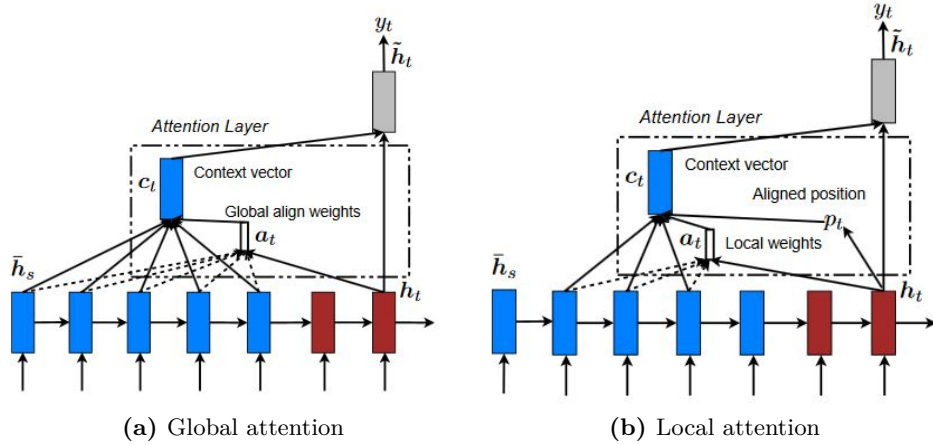 y_t
h̃_t
Attention Layer
Context vector
c_t
Global align weights
a_t
h̄_s
h_t
(a) Global attention
y_t
h̃_t
Attention Layer
Context vector
c_t
Aligned position
p_t
a_t
Local weights
h̄_s
h_t
(b) Local attention